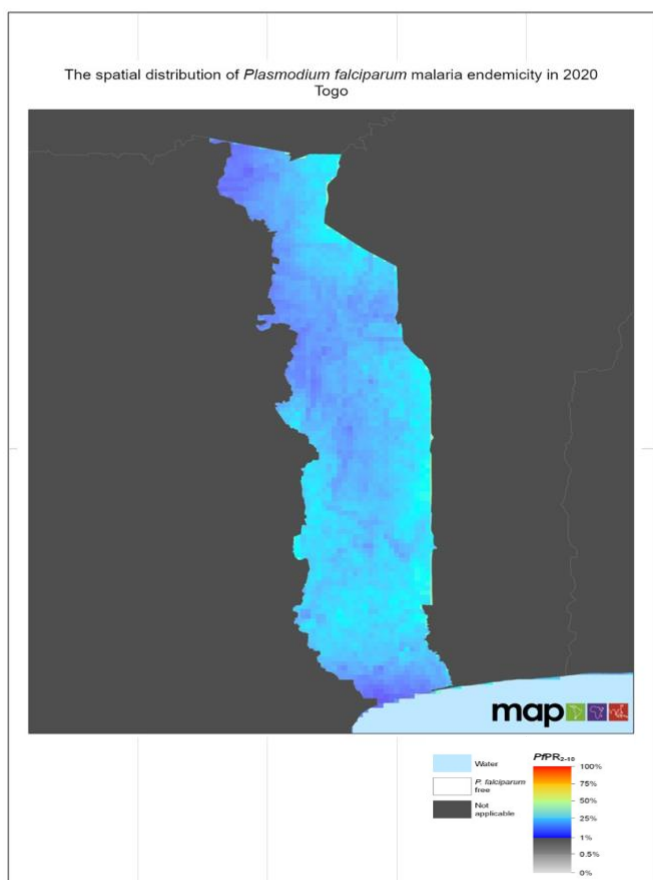 The spatial distribution of Plasmodium falciparum malaria endemicity in 2020
Togo
map
Water
P. falciparum
free
Not
applicable
PfPR2-10
100%
75%
50%
25%
1%
0.5%
0%